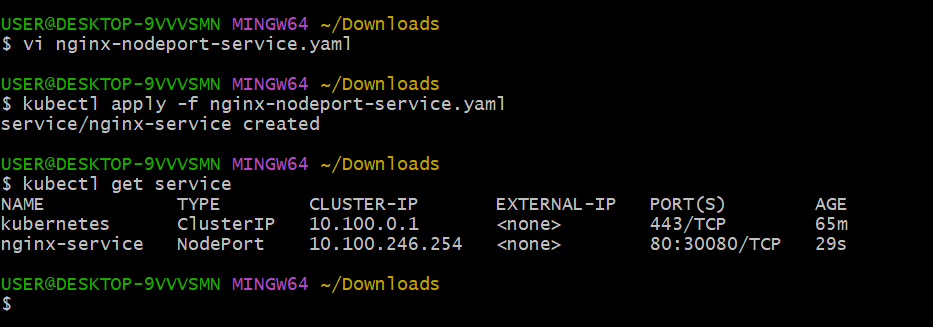 USER@DESKTOP-9VVVSMN MINGW64 ~/Downloads
$ vi nginx-nodeport-service.yaml
USER@DESKTOP-9VVVSMN MINGW64 ~/Downloads
$ kubectl apply -f nginx-nodeport-service.yaml
service/nginx-service created
USER@DESKTOP-9VVVSMN MINGW64 ~/Downloads
$ kubectl get service
NAME            TYPE        CLUSTER-IP       EXTERNAL-IP   PORT(S)        AGE
kubernetes      ClusterIP   10.100.0.1       <none>        443/TCP        65m
nginx-service   NodePort    10.100.246.254   <none>        80:30080/TCP   29s
USER@DESKTOP-9VVVSMN MINGW64 ~/Downloads
$